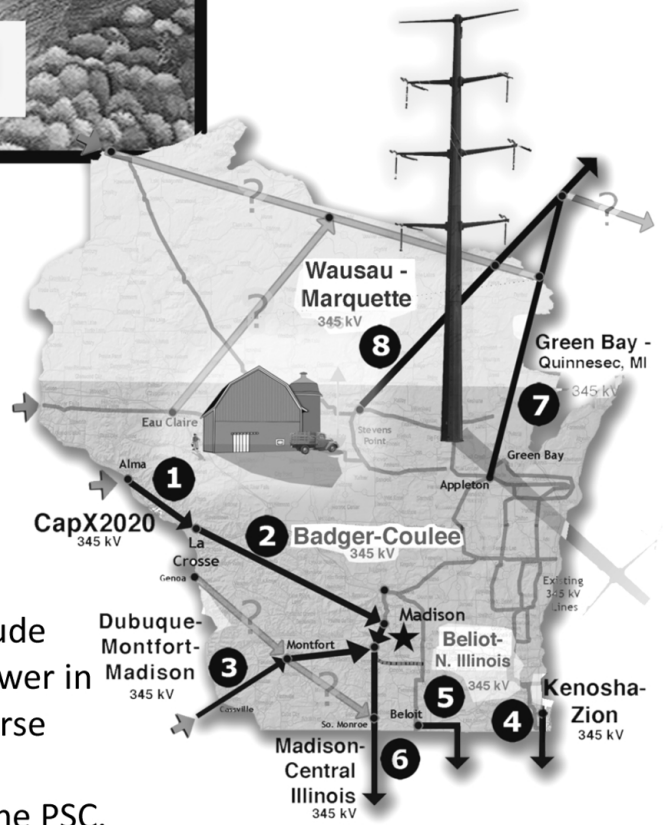 ?
Wausau -
Marquette
345 kV
8
?
?
Green Bay -
Quinnesec, MI
345 kV
7
Eau Claire
Stevens
Point
Green Bay
Appleton
Alma
1
CapX2020
345 kV
La
Crosse
Genoa
2
Badger-Coulee
345 kV
Existing
345 kV
Lines
?
Madison
Dubuque-
Montfort-
Madison
345 kV
3
Montfort
Cassville
?
Beliot-
N. Illinois
345 kV
5
Beloit
So. Monroe
Kenosha-
Zion
345 kV
4
Madison-
Central
Illinois
345 kV
6
ude
wer in
rse
he PSC.